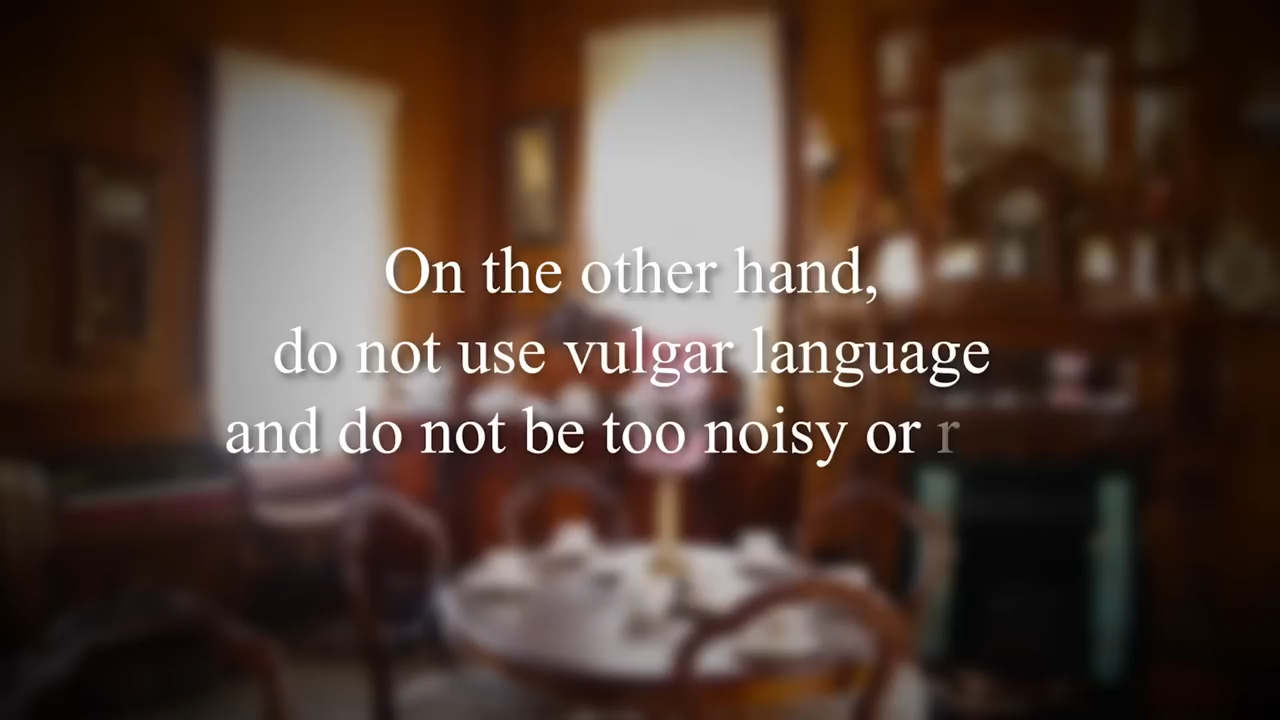 On the other hand,
do not use vulgar language
and do not be too noisy or r